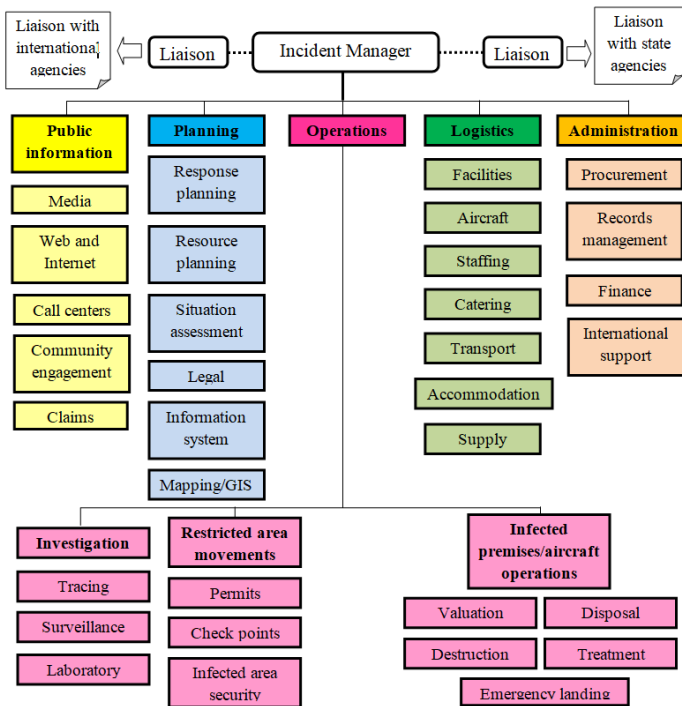 Liaison with
international
agencies
Liaison
Incident Manager
Liaison
Liaison
with state
agencies
Public
information
Planning
Operations
Logistics
Administration
Media
Web and
Internet
Call centers
Community
engagement
Claims
Response
planning
Resource
planning
Situation
assessment
Legal
Information
system
Mapping/GIS
Facilities
Aircraft
Staffing
Catering
Transport
Accommodation
Supply
Procurement
Records
management
Finance
International
support
Investigation
Tracing
Surveillance
Laboratory
Restricted area
movements
Permits
Check points
Infected area
security
Infected
premises/aircraft
operations
Valuation
Disposal
Destruction
Treatment
Emergency landing